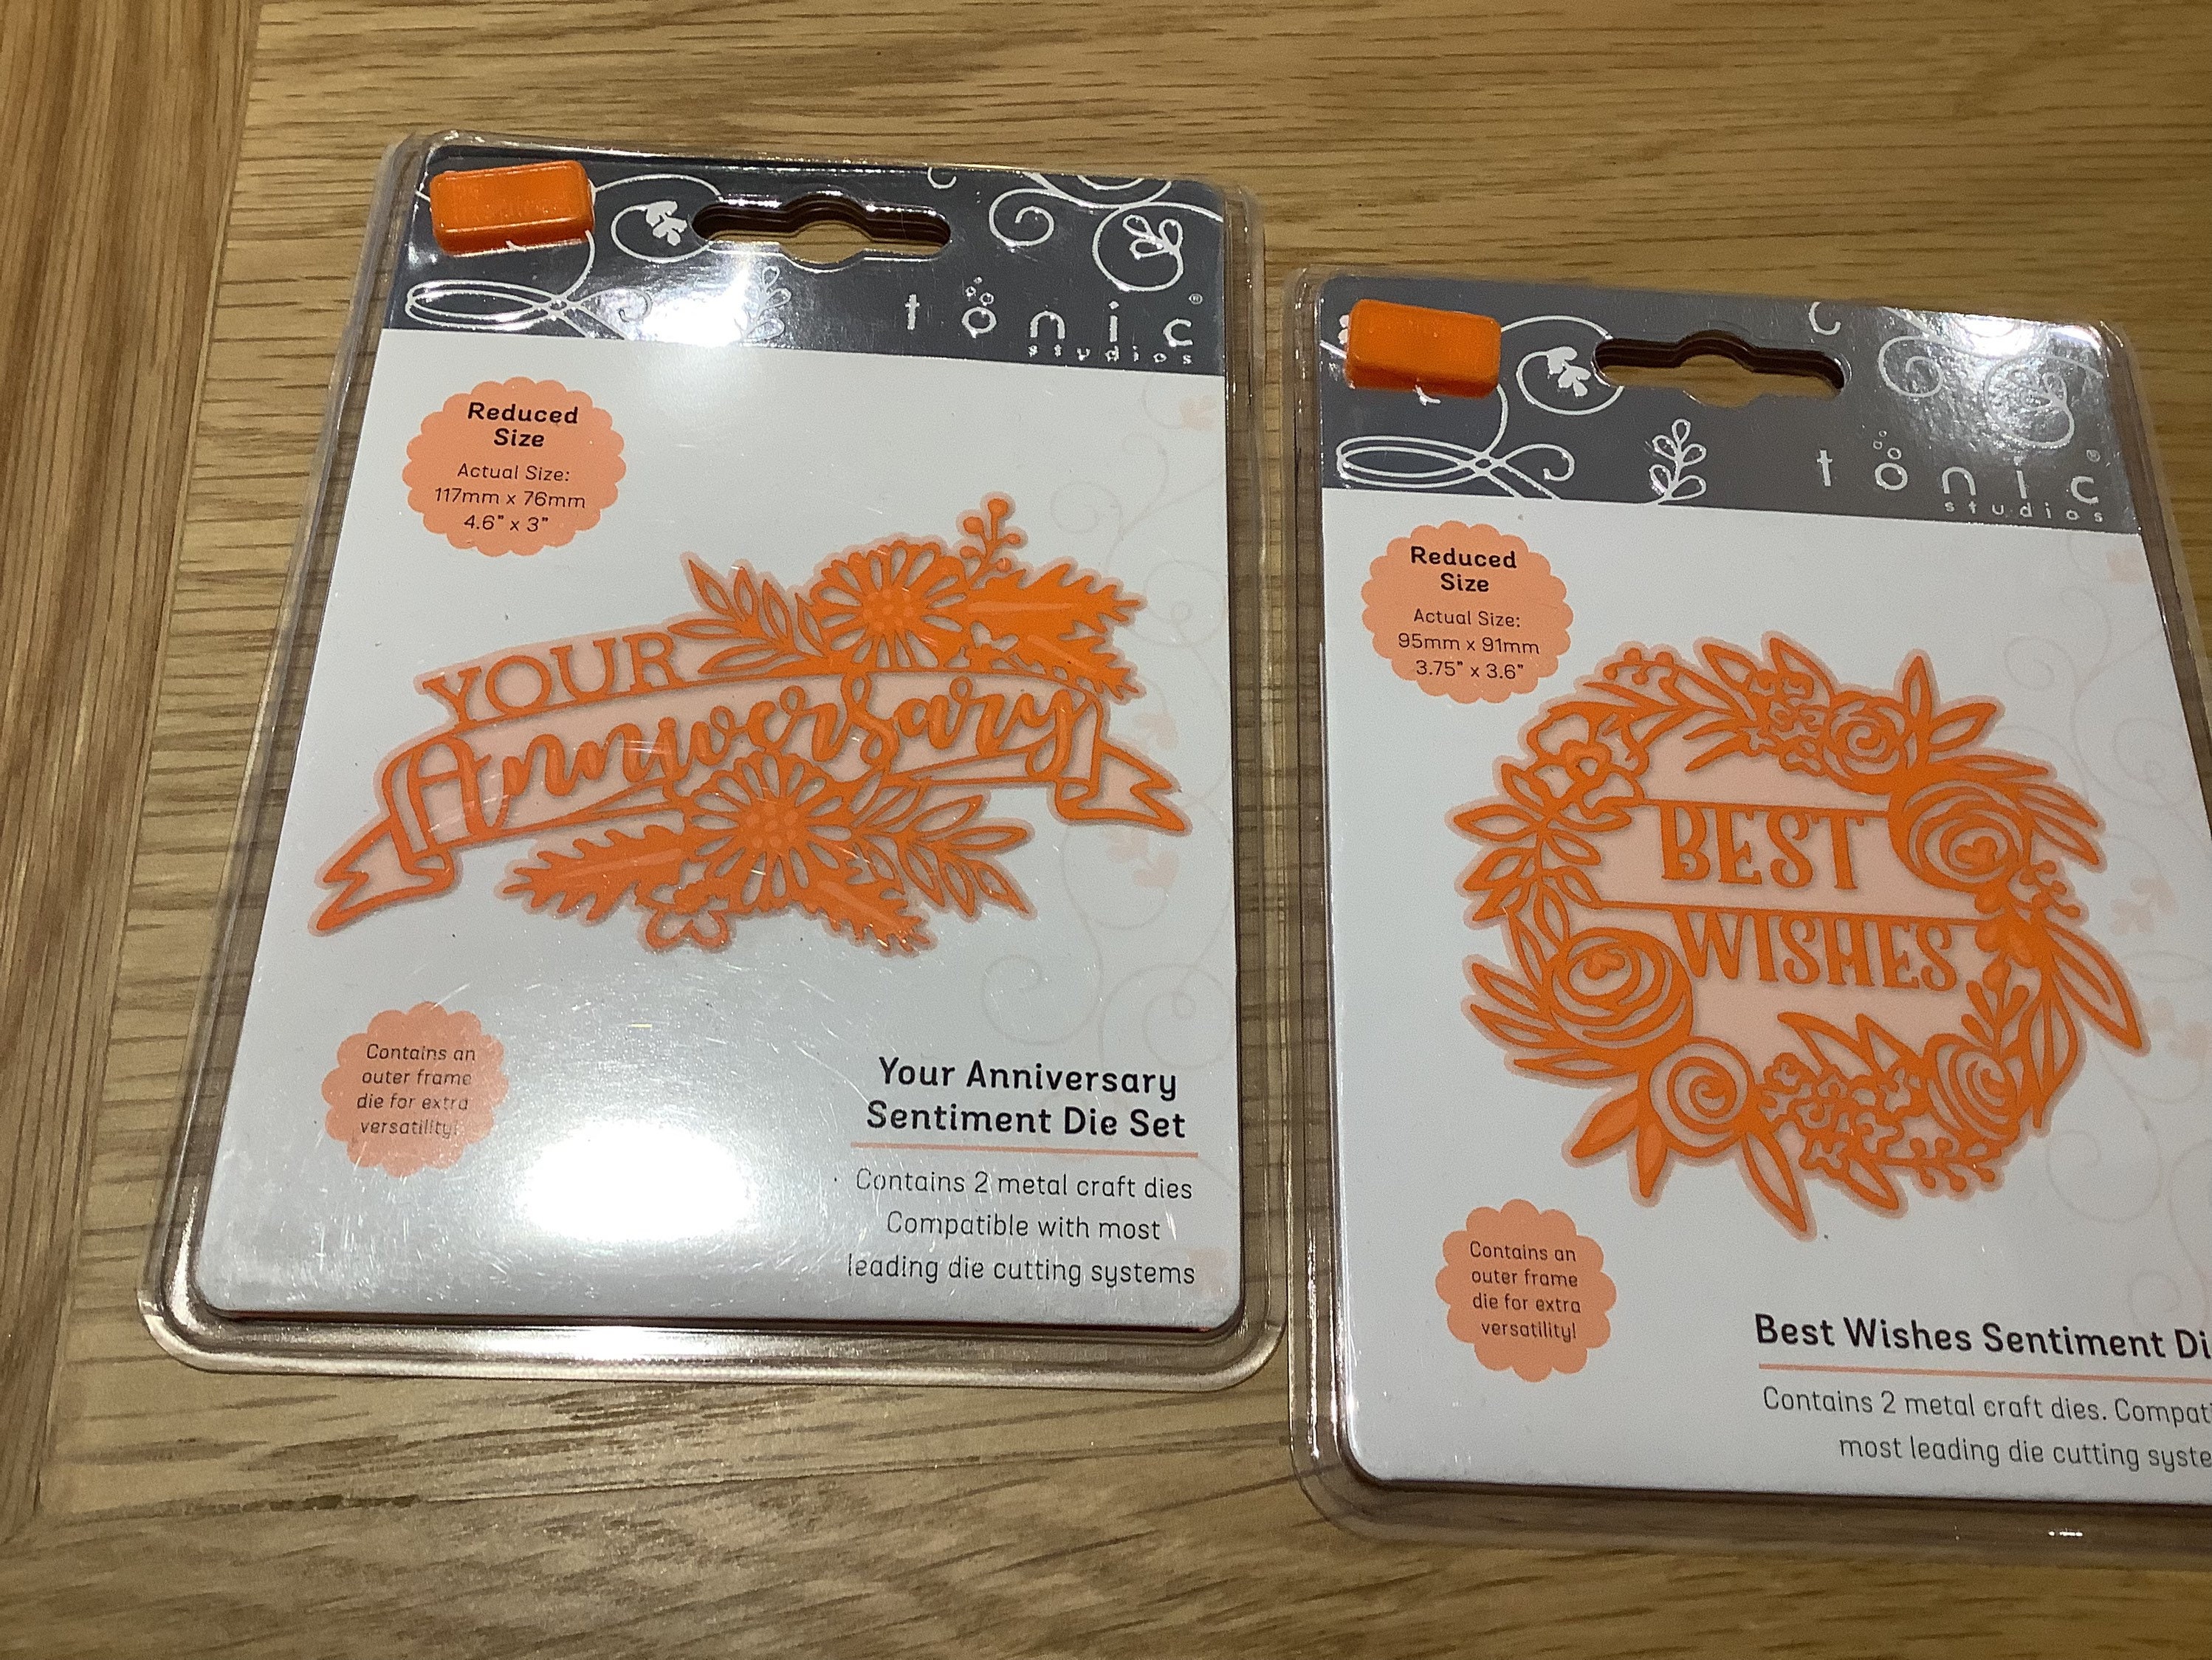 tonic®
studios
Reduced
Size
Actual Size:
117mm x 76mm
4.6" x 3"
YOUR
Anniversary
Contains an
outer frame
die for extra
versatility!
Your Anniversary
Sentiment Die Set
Contains 2 metal craft dies
Compatible with most
leading die cutting systems
tonic®
studios
Reduced
Size
Actual Size:
95mm x 91mm
3.75" x 3.6"
BEST
WISHES
Contains an
outer frame
die for extra
versatility!
Best Wishes Sentiment Di
Contains 2 metal craft dies. Compat
most leading die cutting syste